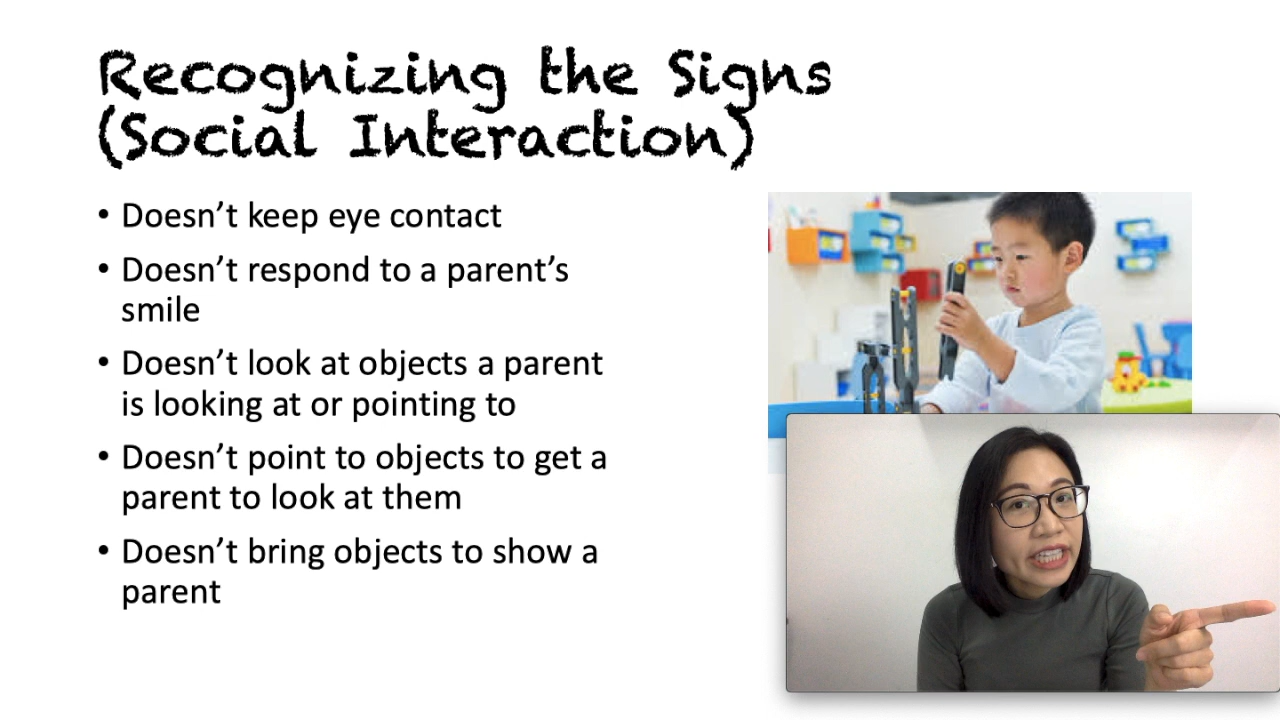 Recognizing the Signs
(Social Interaction)
• Doesn’t keep eye contact
• Doesn’t respond to a parent’s
smile
• Doesn’t look at objects a parent
is looking at or pointing to
• Doesn’t point to objects to get a
parent to look at them
• Doesn’t bring objects to show a
parent